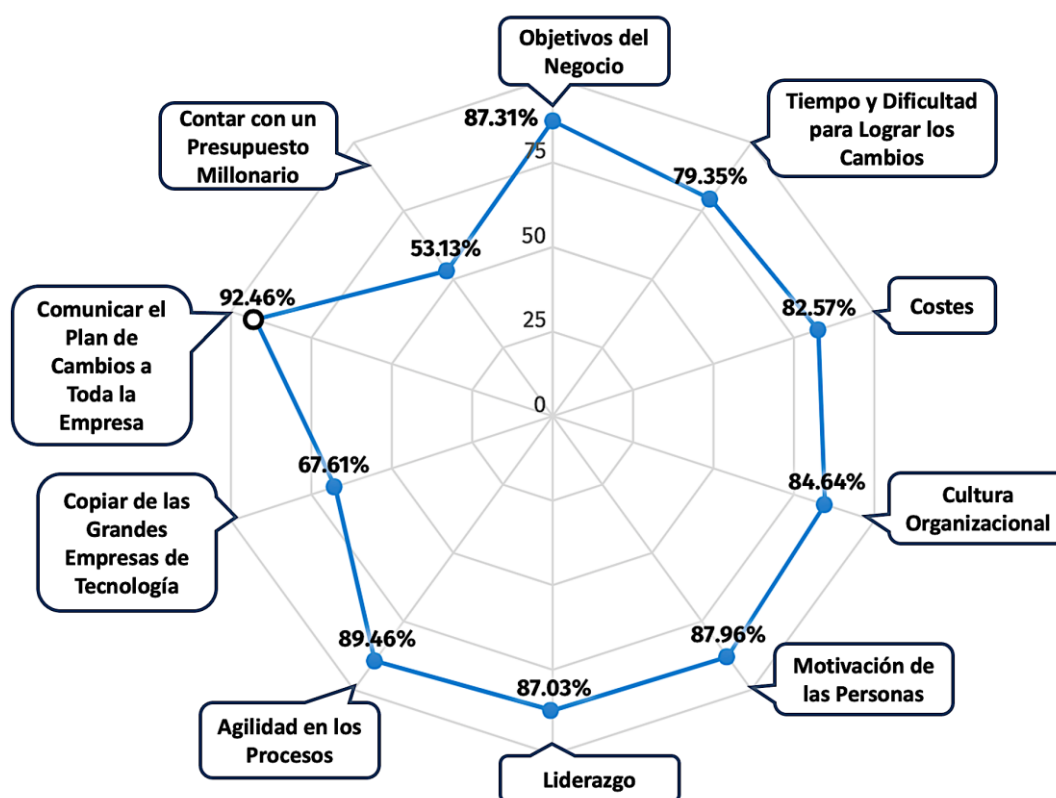 Objetivos del
Negocio
87.31%
Tiempo y Dificultad
para Lograr los
Cambios
79.35%
Costes
82.57%
Cultura
Organizacional
84.64%
Motivación de
las Personas
87.96%
Liderazgo
87.03%
Agilidad en los
Procesos
89.46%
Copiar de las
Grandes
Empresas de
Tecnología
67.61%
Comunicar el
Plan de
Cambios a
Toda la
Empresa
92.46%
Contar con un
Presupuesto
Millonario
53.13%
75
50
25
0